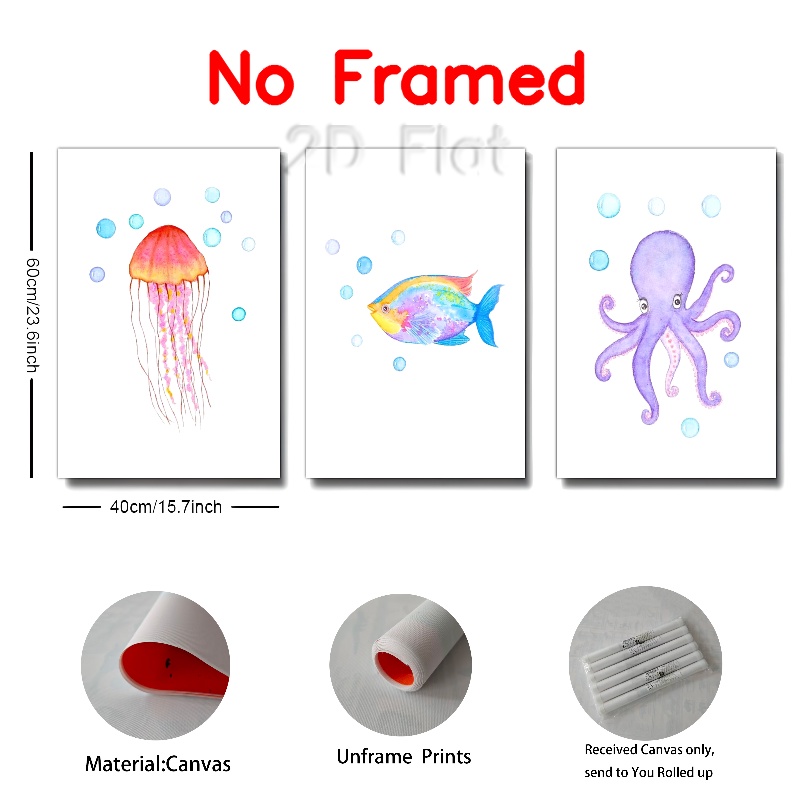 No Framed
2D Flat
60cm/23.6inch
40cm/15.7inch
Material:Canvas
Unframe Prints
Received Canvas only,
send to You Rolled up